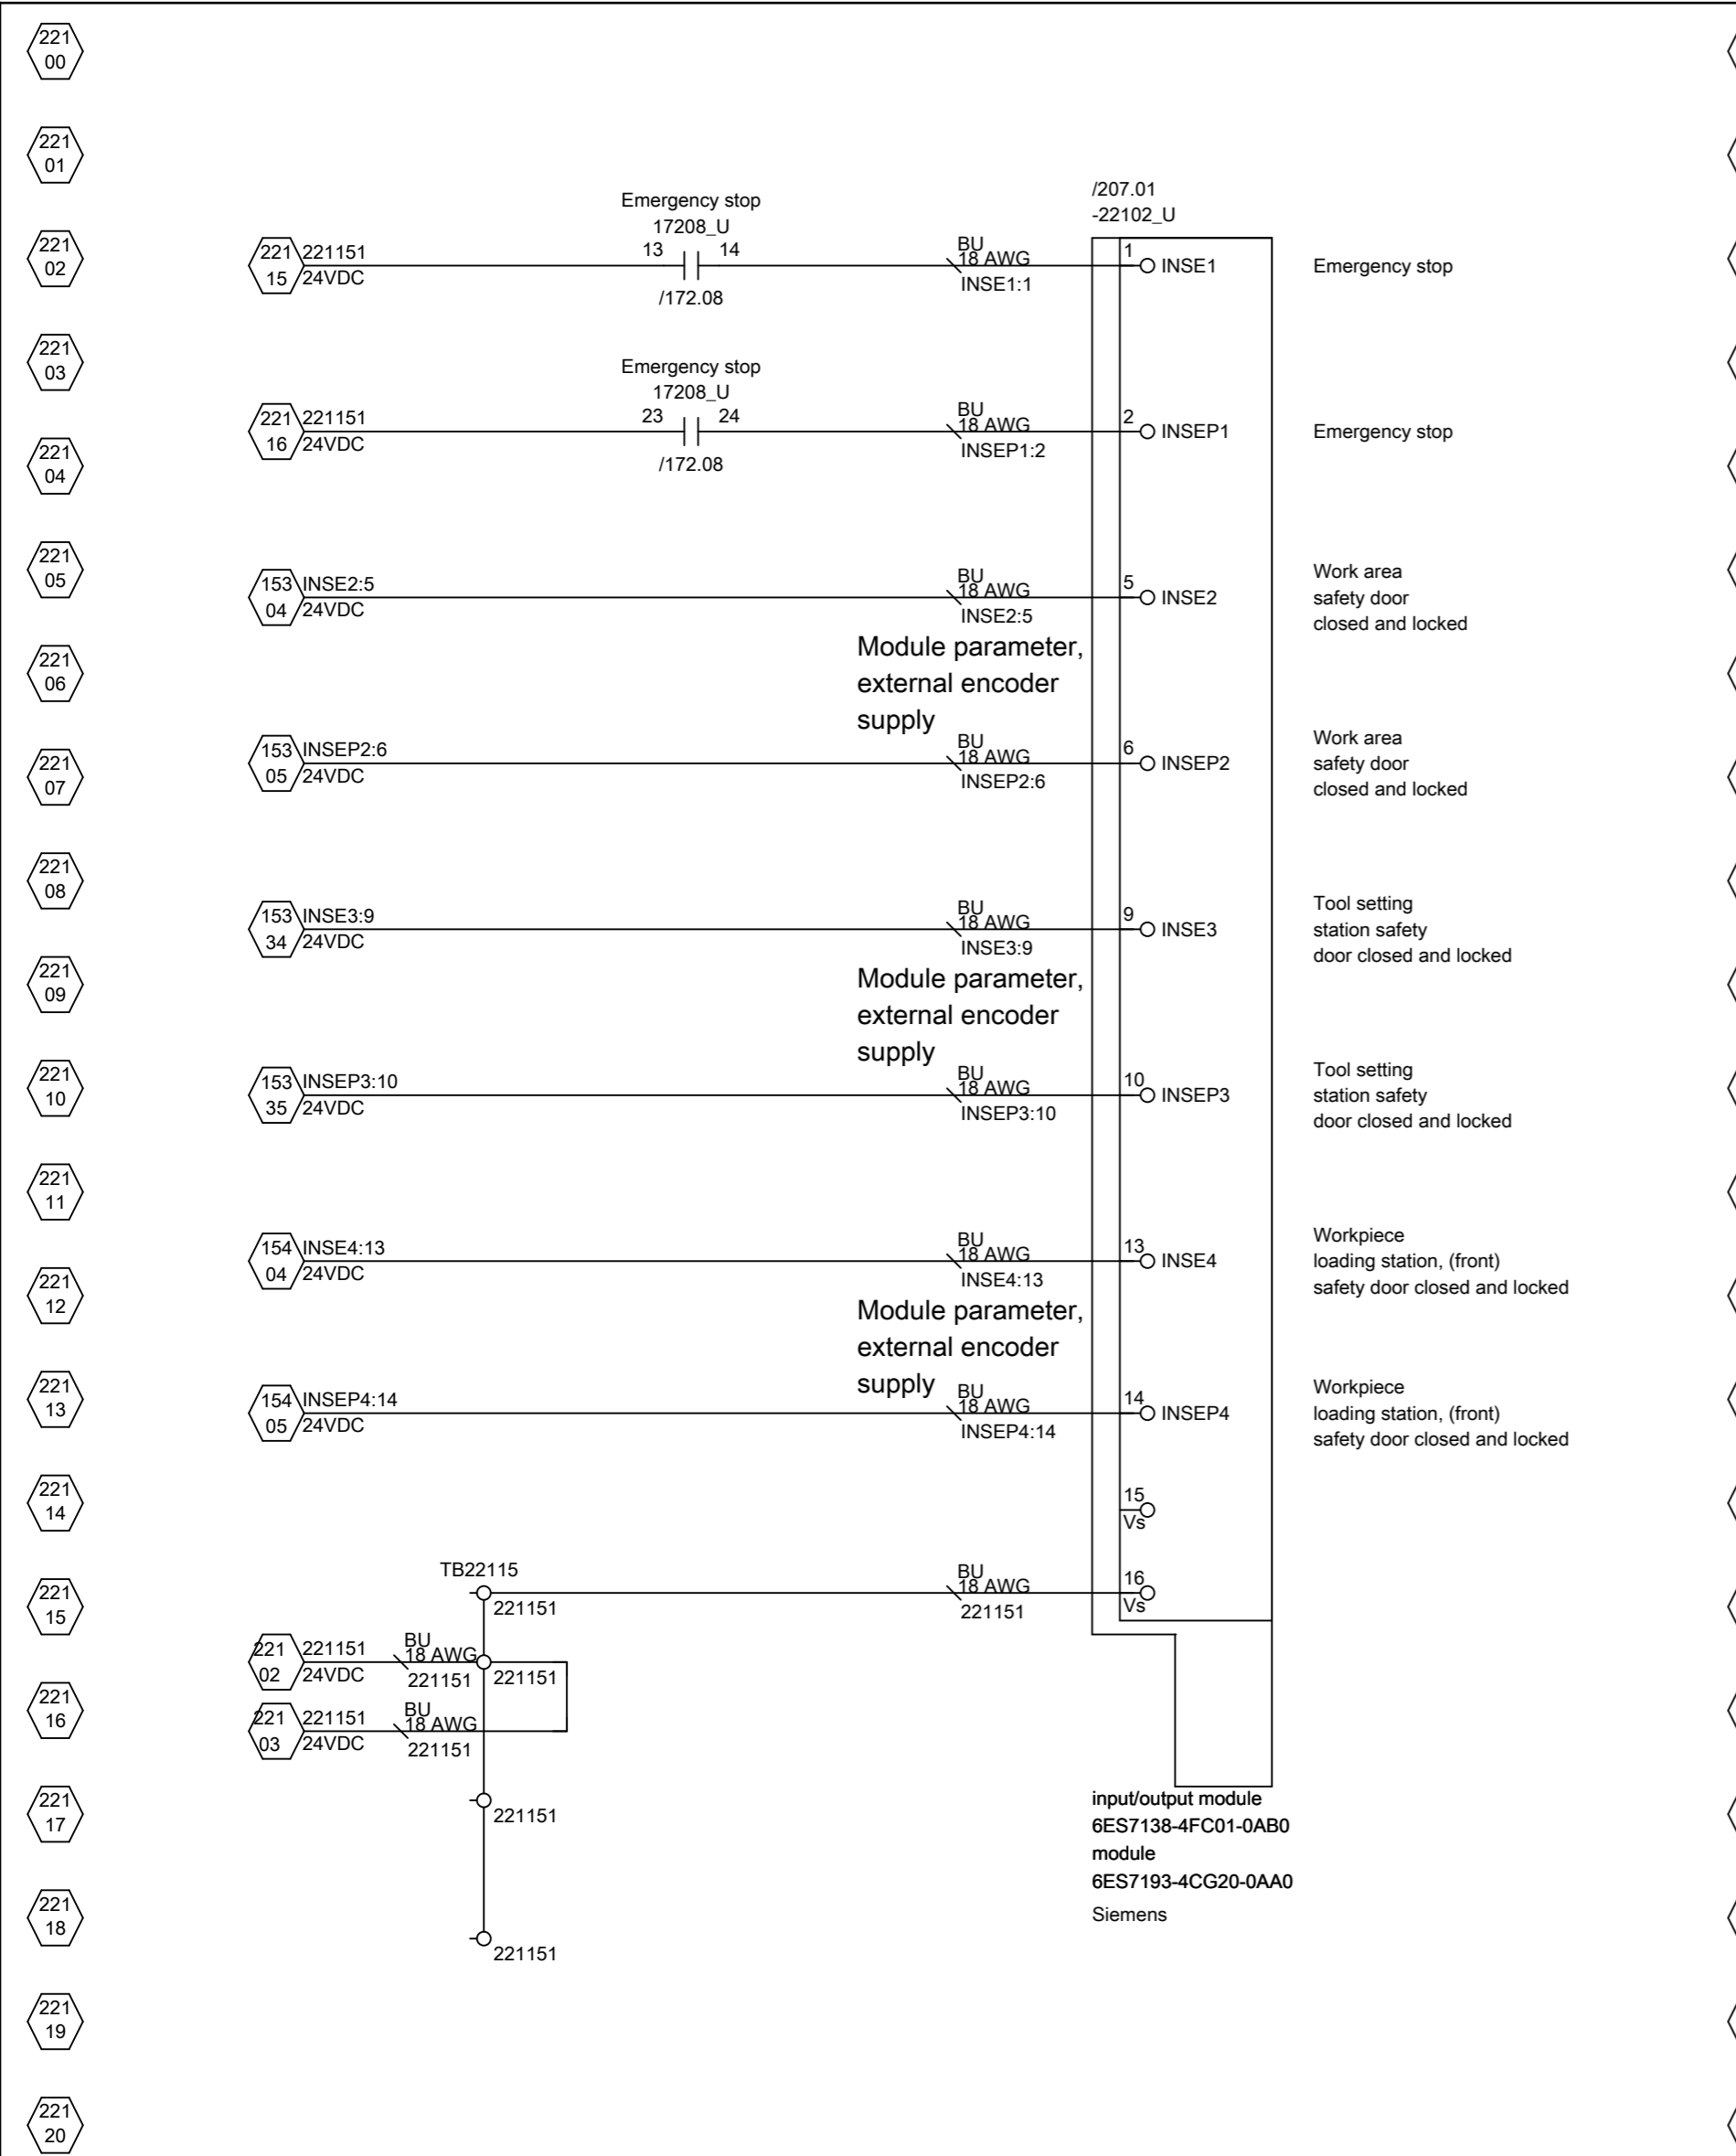 221
00
221
01
/207.01
-22102_U
Emergency stop
17208_U
221
02
221 221151
15 24VDC
13 14
/172.08
BU
18 AWG
INSE1:1
1
INSE1
Emergency stop
221
03
Emergency stop
17208_U
221 221151
16 24VDC
23 24
/172.08
BU
18 AWG
INSEP1:2
2
INSEP1
Emergency stop
221
04
221
05
153 INSE2:5
04 24VDC
BU
18 AWG
INSE2:5
5
INSE2
Work area
safety door
closed and locked
Module parameter,
external encoder
supply
221
06
221
07
153 INSEP2:6
05 24VDC
BU
18 AWG
INSEP2:6
6
INSEP2
Work area
safety door
closed and locked
221
08
153 INSE3:9
34 24VDC
BU
18 AWG
INSE3:9
9
INSE3
Tool setting
station safety
door closed and locked
Module parameter,
external encoder
supply
221
09
221
10
153 INSEP3:10
35 24VDC
BU
18 AWG
INSEP3:10
10
INSEP3
Tool setting
station safety
door closed and locked
221
11
154 INSE4:13
04 24VDC
BU
18 AWG
INSE4:13
13
INSE4
Workpiece
loading station, (front)
safety door closed and locked
221
12
Module parameter,
external encoder
supply
221
13
154 INSEP4:14
05 24VDC
BU
18 AWG
INSEP4:14
14
INSEP4
Workpiece
loading station, (front)
safety door closed and locked
221
14
15
Vs
221
15
TB22115
221151
BU
18 AWG
221151
16
Vs
221 221151
02 24VDC
BU
18 AWG
221151
221151
221
16
221 221151
03 24VDC
BU
18 AWG
221151
221
17
221151
input/output module
6ES7138-4FC01-0AB0
module
6ES7193-4CG20-0AA0
Siemens
221
18
221151
221
19
221
20